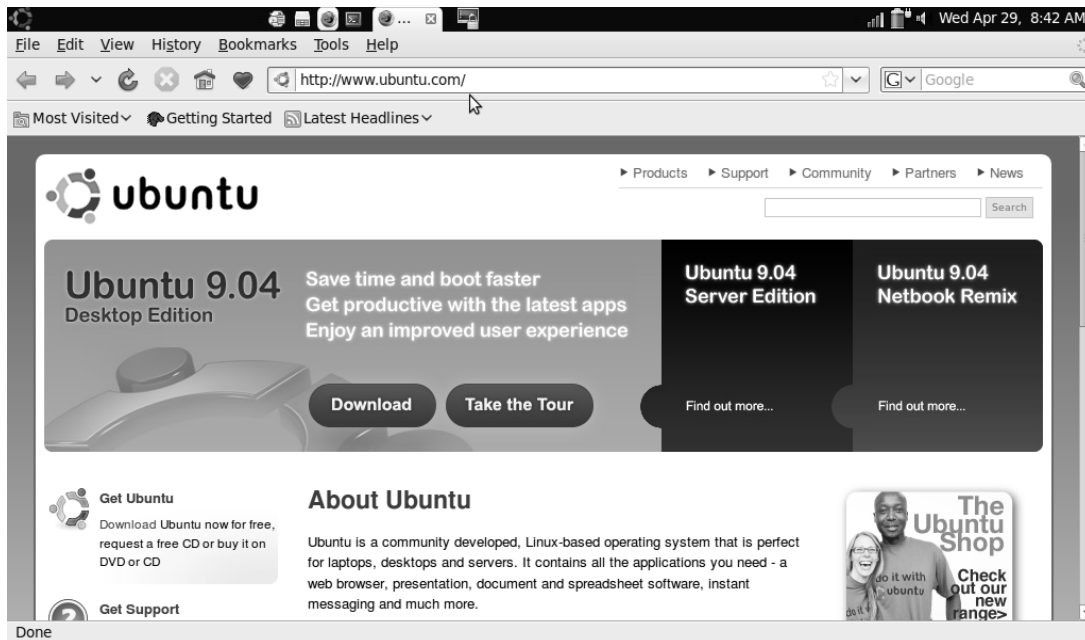 Wed Apr 29, 8:42 AM
File Edit View History Bookmarks Tools Help
http://www.ubuntu.com/
G Google
Most Visited Getting Started Latest Headlines
ubuntu
Products Support Community Partners News
Search
Ubuntu 9.04
Desktop Edition
Save time and boot faster
Get productive with the latest apps
Enjoy an improved user experience
Download Take the Tour
Ubuntu 9.04
Server Edition
Find out more...
Ubuntu 9.04
Netbook Remix
Find out more...
Get Ubuntu
Download Ubuntu now for free,
request a free CD or buy it on
DVD or CD
Get Support
About Ubuntu
Ubuntu is a community developed, Linux-based operating system that is perfect
for laptops, desktops and servers. It contains all the applications you need - a
web browser, presentation, document and spreadsheet software, instant
messaging and much more.
The
Ubuntu
Shop
Check
out our
new
range>
do it with
ubuntu
do it
Done